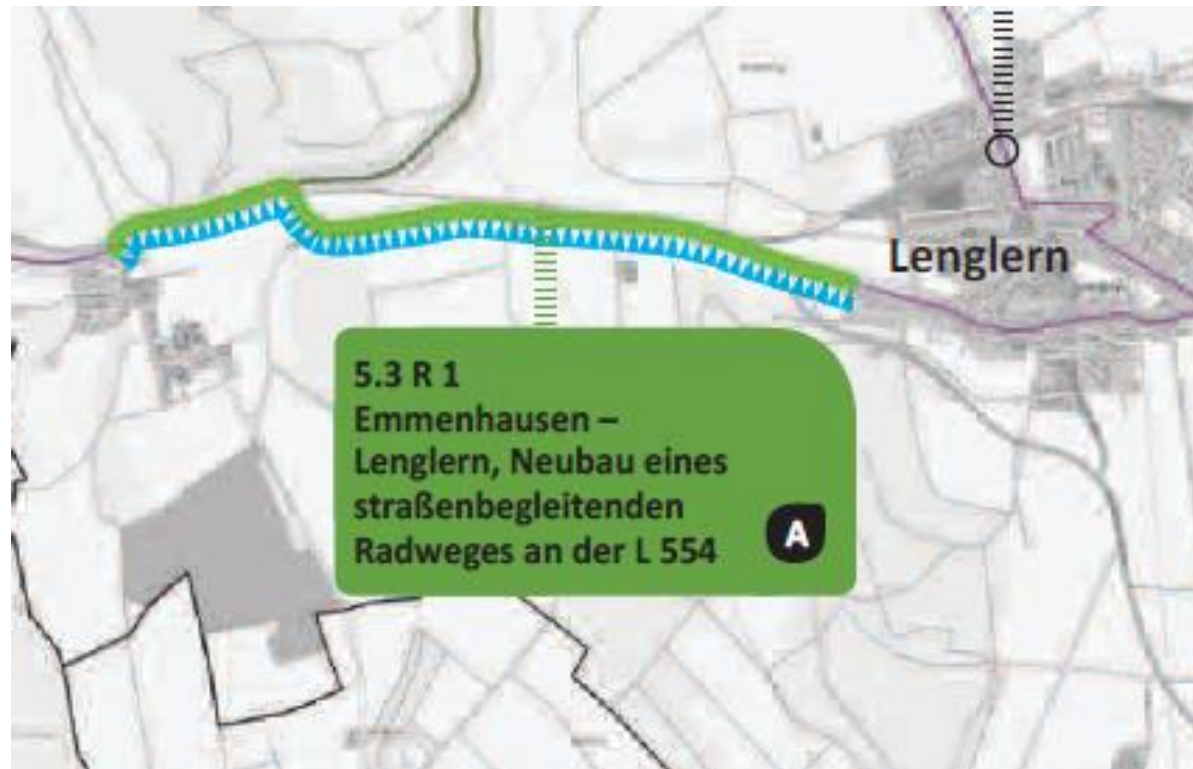 Lenglern
5.3 R 1
Emmenhausen –
Lenglern, Neubau eines
straßenbegleitenden
Radweges an der L 554
A